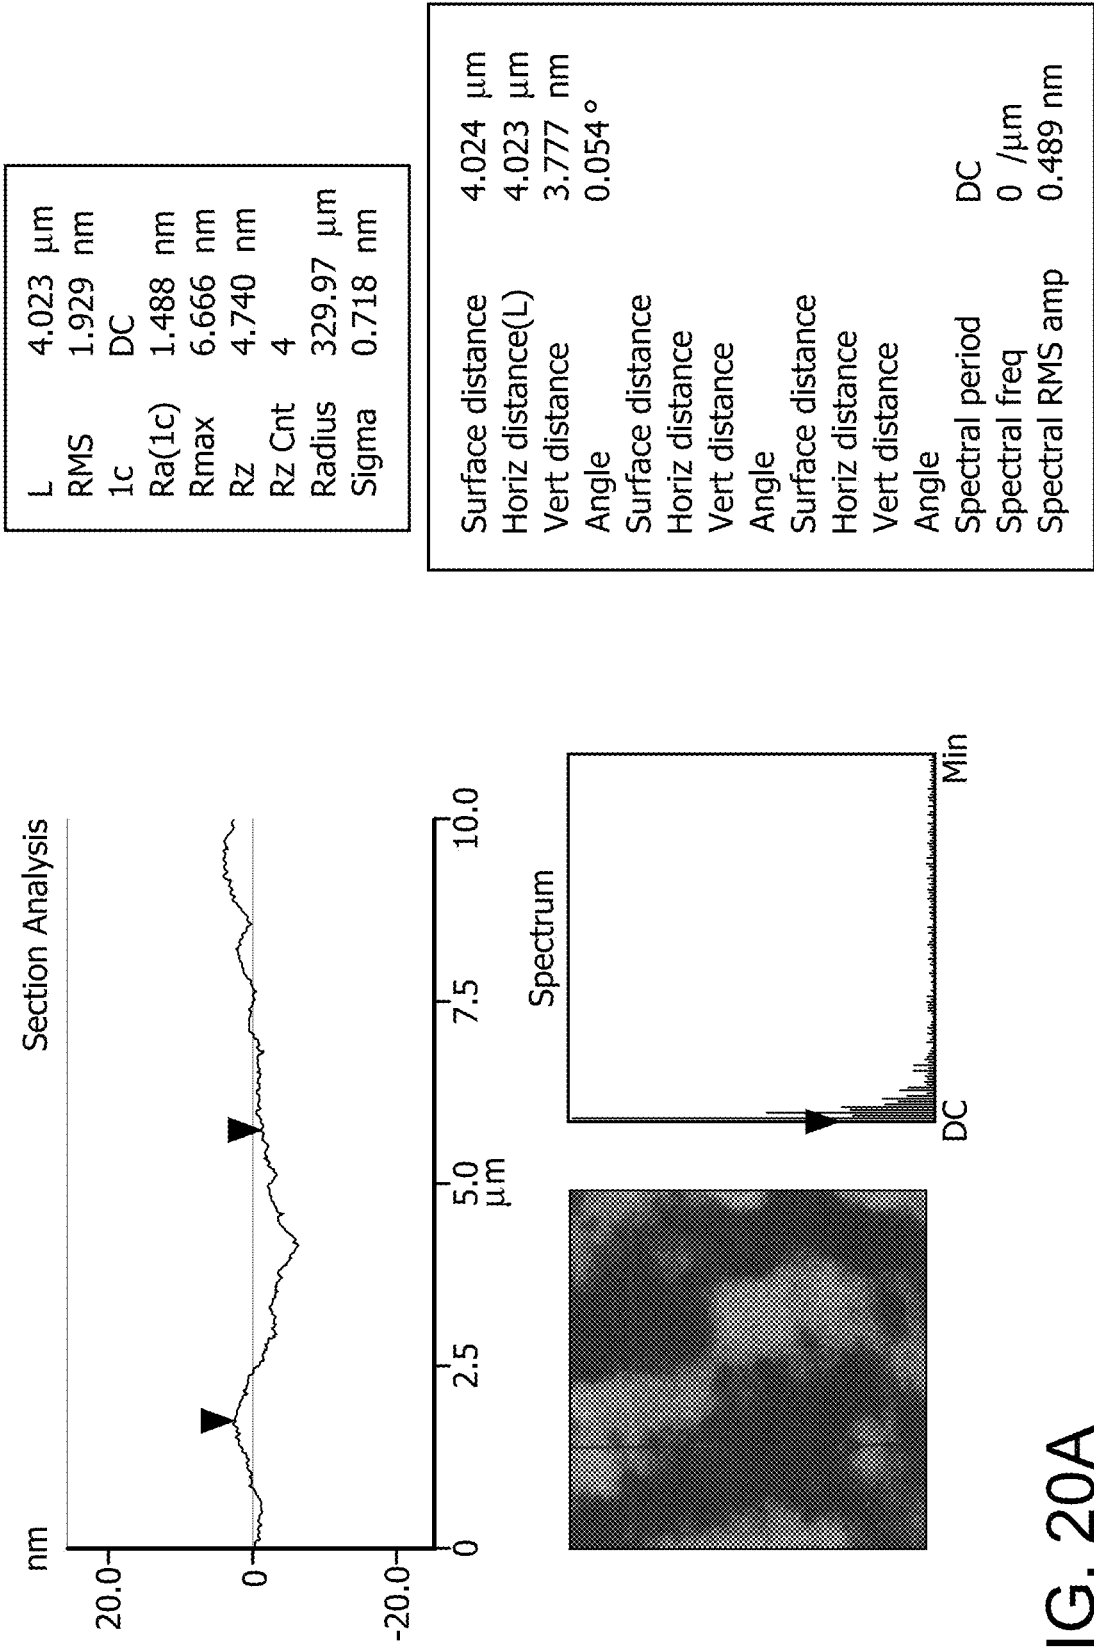 Section Analysis
nm
20.0
0
-20.0
0
2.5
5.0
7.5
10.0
μm
Spectrum
DC
Min
L 4.023 μm
RMS 1.929 nm
1c DC
Ra(1c) 1.488 nm
Rmax 6.666 nm
Rz 4.740 nm
Rz Cnt 4
Radius 329.97 μm
Sigma 0.718 nm
Surface distance 4.024 μm
Horiz distance(L) 4.023 μm
Vert distance 3.777 nm
Angle 0.054 °
Surface distance
Horiz distance
Vert distance
Angle
Surface distance
Horiz distance
Vert distance
Angle
Spectral period DC
Spectral freq 0 /μm
Spectral RMS amp 0.489 nm
IG. 20A